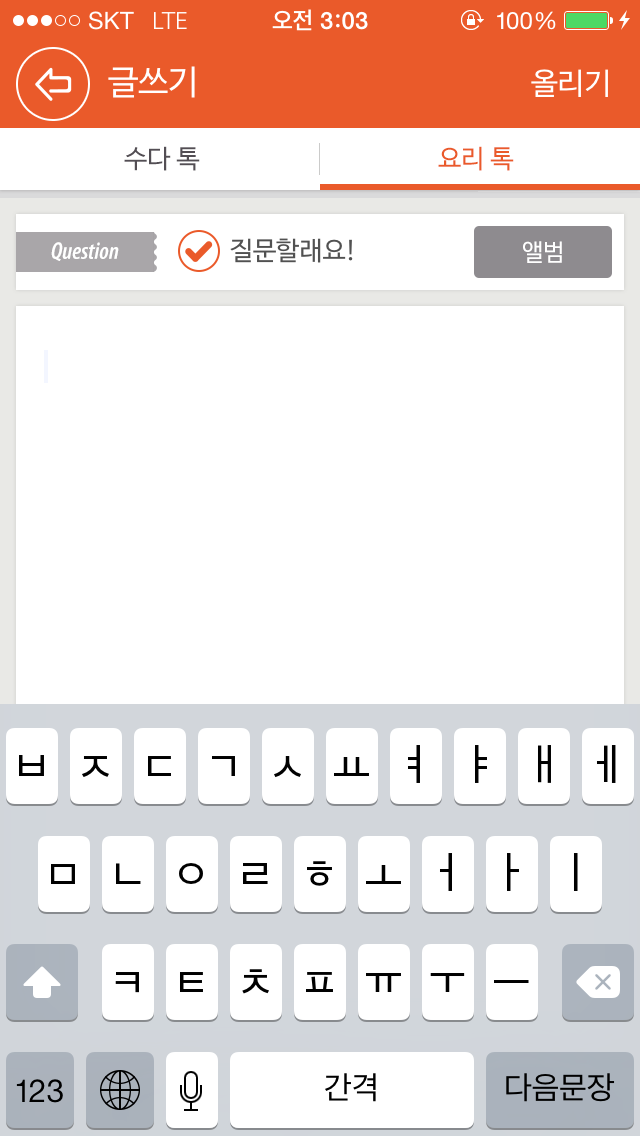 SKT LTE 오전 3:03 100%
글쓰기 올리기
수다 톡 요리 톡
Question 질문할래요! 앨범
ㅂ ㅈ ㄷ ㄱ ㅅ ㅛ ㅕ ㅑ ㅐ ㅔ
ㅁ ㄴ ㅇ ㄹ ㅎ ㅗ ㅓ ㅏ ㅣ
ㅋ ㅌ ㅊ ㅍ ㅠ ㅜ ㅡ
123 간격 다음문장